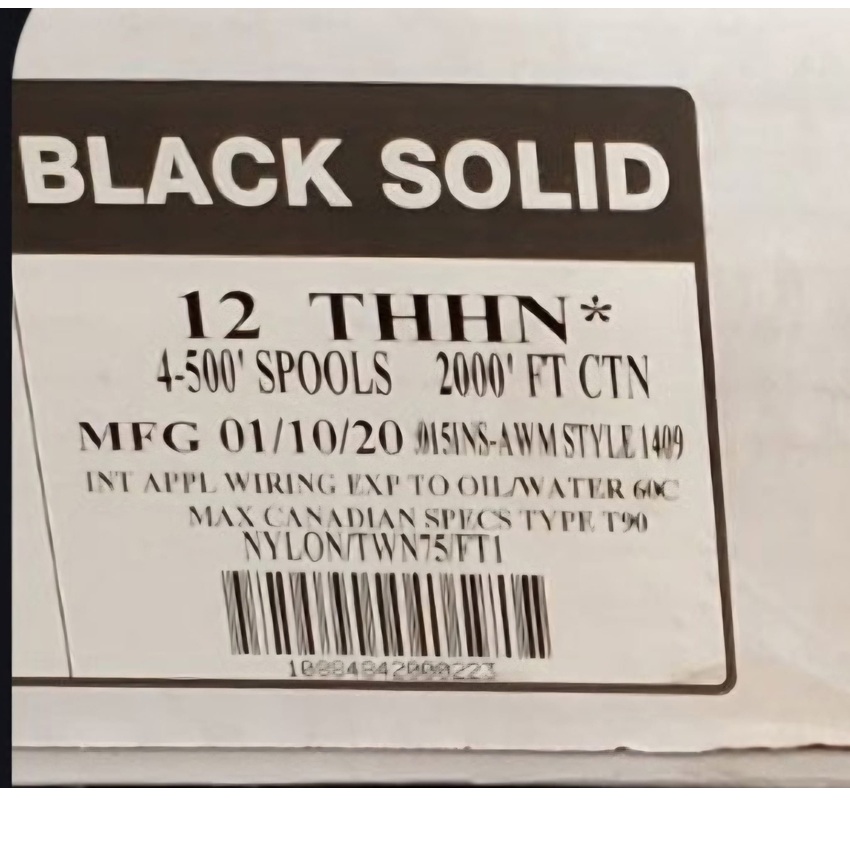 BLACK SOLID
12 THHN*
4-500' SPOOLS 2000' FT CTN
MFG 01/10/20 .015INS-AWM STYLE 1409
INT APPL WIRING EXP TO OIL/WATER 60C
MAX CANADIAN SPECS TYPE T90
NYLON/TWN75/FT1